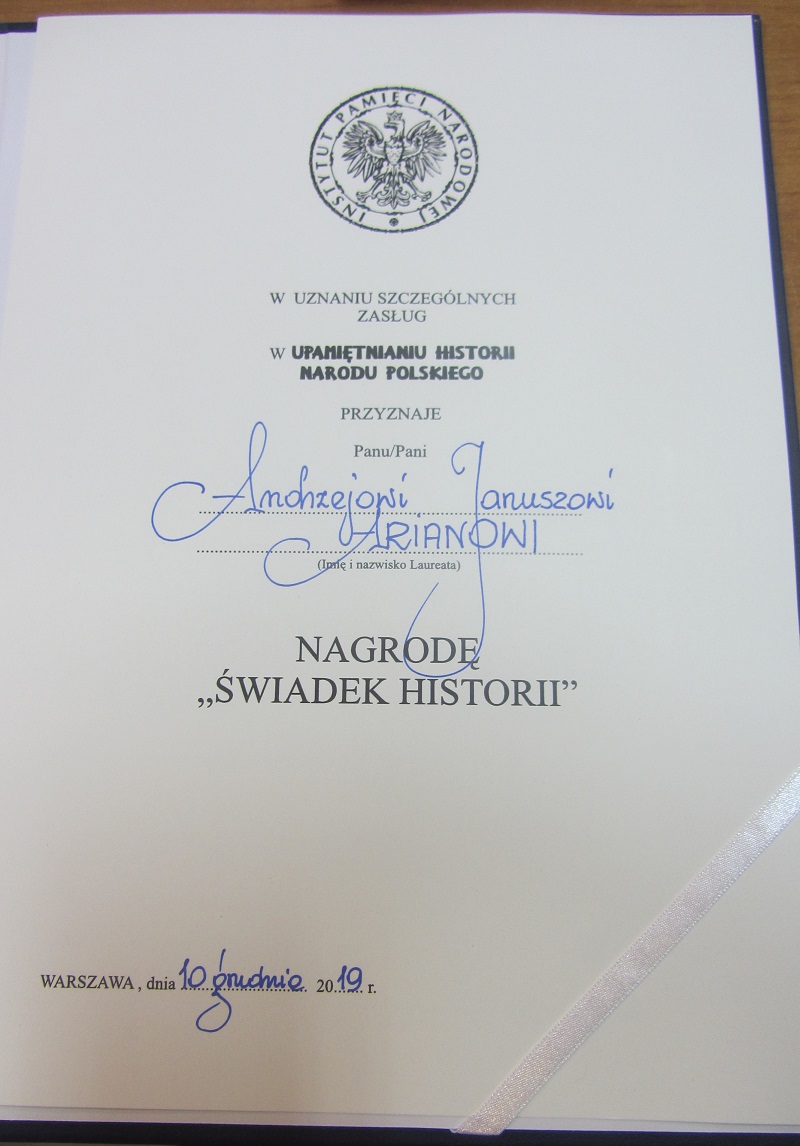 INSTYTUT PAMIĘCI NARODOWEJ
W UZNANIU SZCZEGÓLNYCH
ZASŁUG
W UPAMIĘTNIANIU HISTORII
NARODU POLSKIEGO
PRZYZNAJE
Panu/Pani
Andrzejowi Januszowi
ARIANOWI
(Imię i nazwisko Laureata)
NAGRODĘ
„ŚWIADEK HISTORII”
WARSZAWA , dnia 10 grudnia 2019 r.